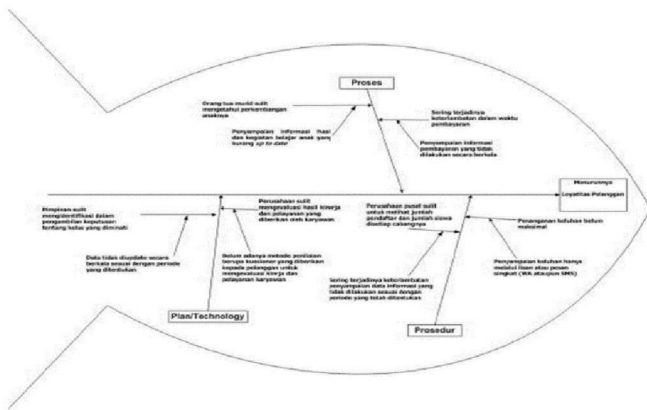 Proses
Orang tua murid sulit
mengetahui perkembangan
anaknya
Penyampaian informasi hasil
dan kegiatan belajar anak yang
kurang up to date
Sering terjadinya
keterlambatan dalam waktu
pembayaran
Penyampaian informasi
pembayaran yang tidak
dilakukan secara berkala
Menurunnya
Loyalitas Pelanggan
Pimpinan sulit
mengidentifikasi dalam
pengambilan keputusan
tentang kelas yang diminati
Data tidak diupdate secara
berkala sesuai dengan periode
yang ditentukan
Perusahaan sulit
mengevaluasi hasil kinerja
dan pelayanan yang
diberikan oleh karyawan
Belum adanya metode penilaian
berupa kuesioner yang diberikan
kepada pelanggan untuk
mengevaluasi kinerja dan
pelayanan karyawan
Plan/Technology
Perusahaan pusat sulit
untuk melihat jumlah
pendaftar dan jumlah siswa
disetiap cabangnya
Sering terjadinya keterlambatan
penyampaian data informasi yang
tidak dilakukan sesuai dengan
periode yang telah ditentukan
Penanganan keluhan belum
maksimal
Penyampaian keluhan hanya
melalui lisan atau pesan
singkat (WA ataupun SMS)
Prosedur